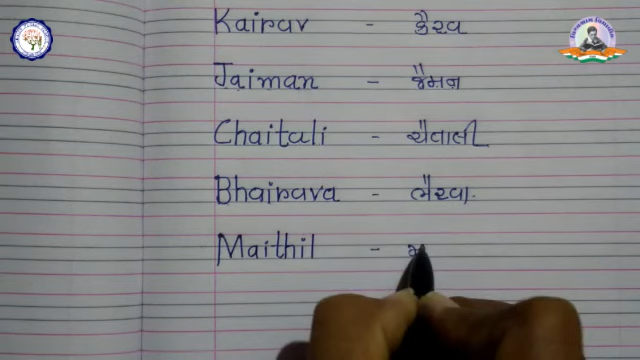 Kairav - કૈરવ
Jaiman - જૈમન
Chaitali - ચૈતાલી
Bhairava - ભૈરવા
Maithil - મ